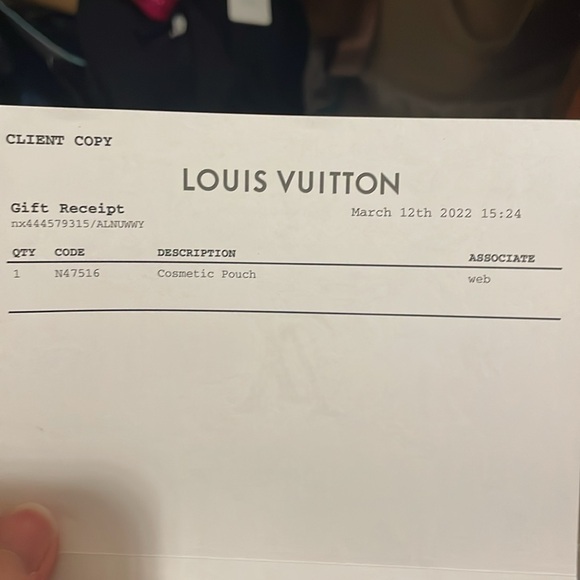 CLIENT COPY
LOUIS VUITTON
Gift Receipt
March 12th 2022 15:24
nx444579315/ALNUWWY
QTY CODE DESCRIPTION ASSOCIATE
1 N47516 Cosmetic Pouch web